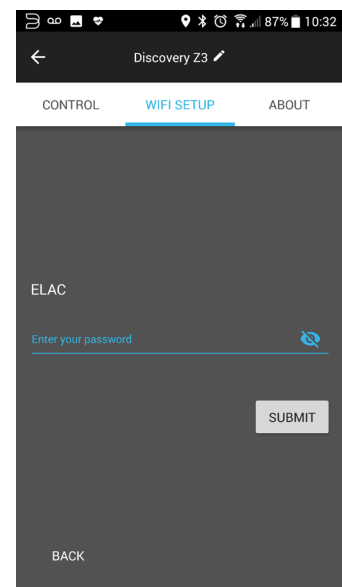 87% 10:32
Discovery Z3
CONTROL WIFI SETUP ABOUT
ELAC
Enter your password
SUBMIT
BACK